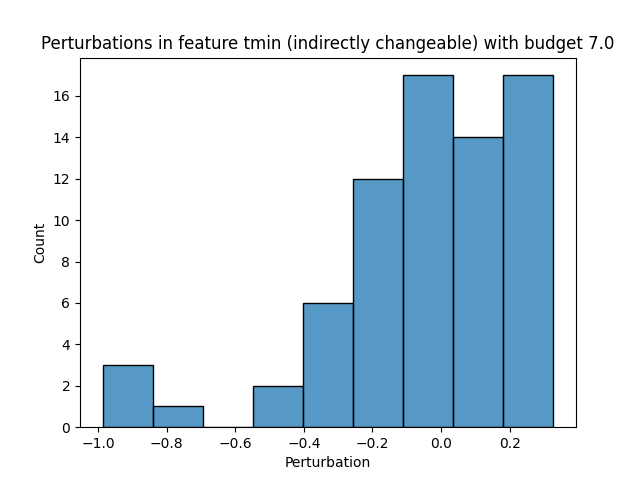 Perturbations in feature tmin (indirectly changeable) with budget 7.0
16
14
12
10
8
6
4
2
0
Count
−1.0 −0.8 −0.6 −0.4 −0.2 0.0 0.2
Perturbation